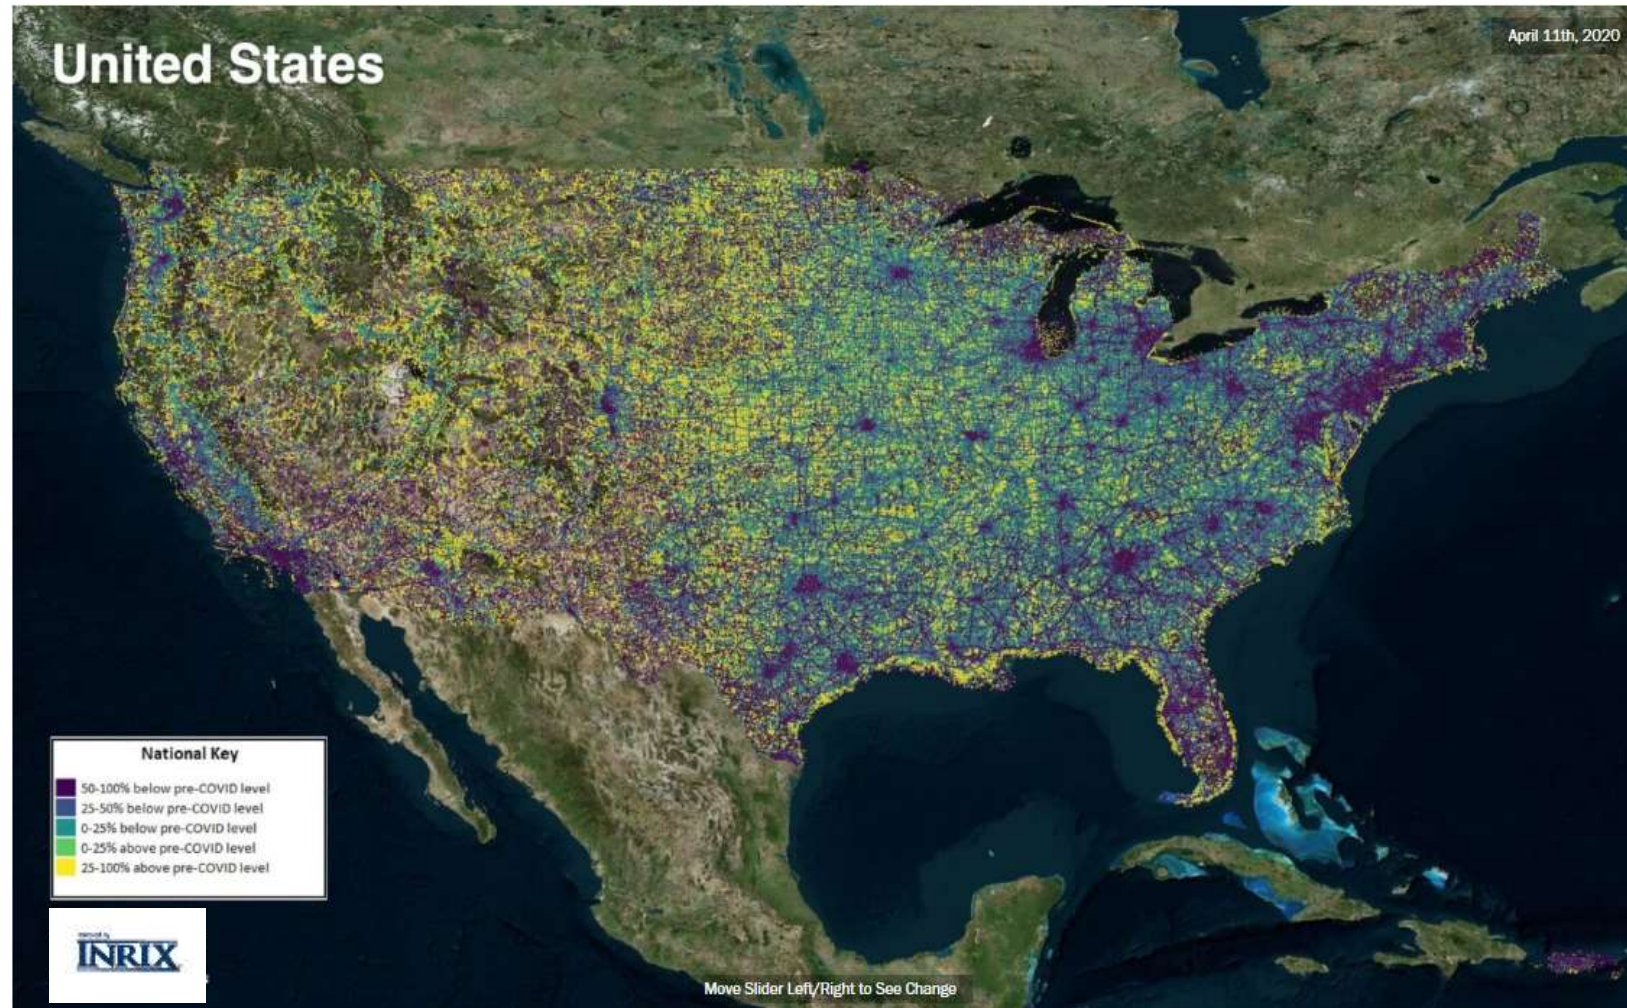 United States
April 11th, 2020
National Key
50-100% below pre-COVID level
25-50% below pre-COVID level
0-25% below pre-COVID level
0-25% above pre-COVID level
25-100% above pre-COVID level
INRIX
Move Slider Left/Right to See Change